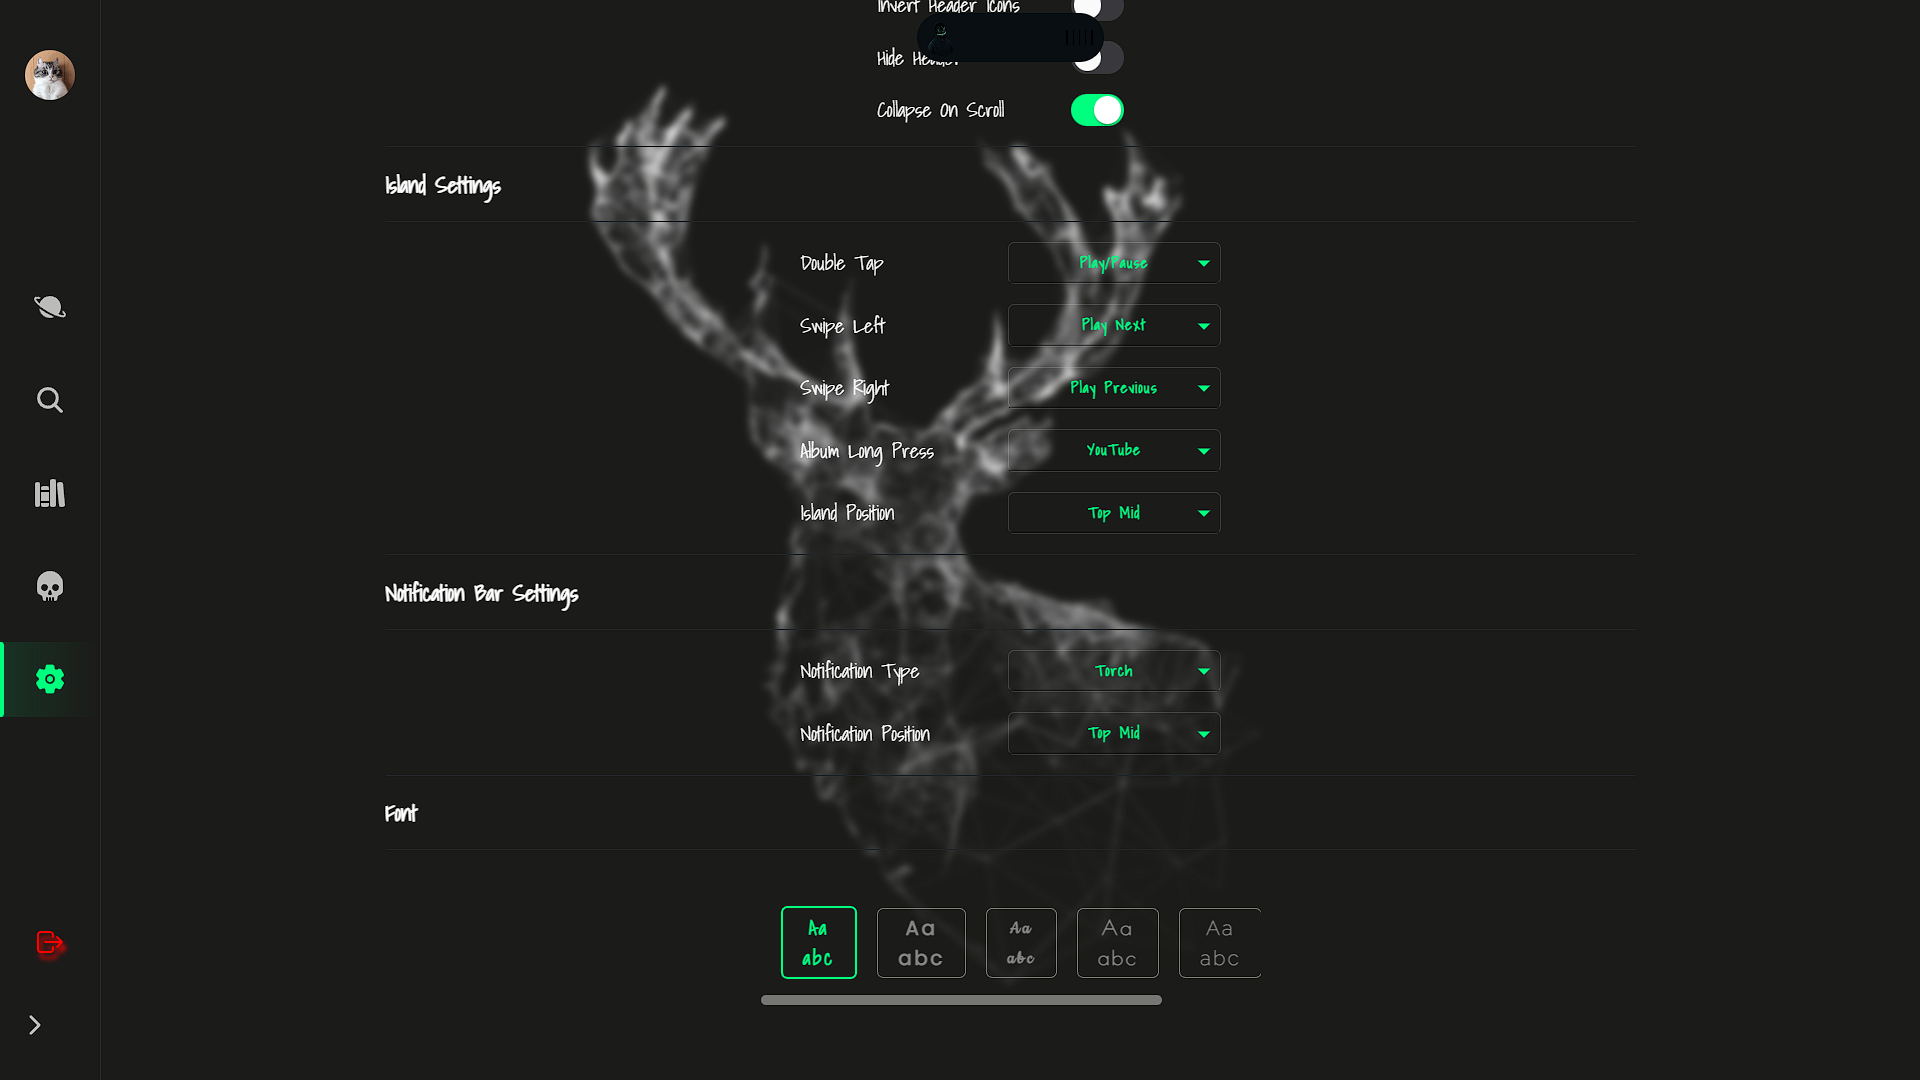 Invert Header Icons
Hide Header
Collapse On Scroll
Island Settings
Double Tap Play/Pause
Swipe Left Play Next
Swipe Right Play Previous
Album Long Press YouTube
Island Position Top Mid
Notification Bar Settings
Notification Type Torch
Notification Position Top Mid
Font
Aa Aa Aa Aa Aa
abc abc abc abc abc